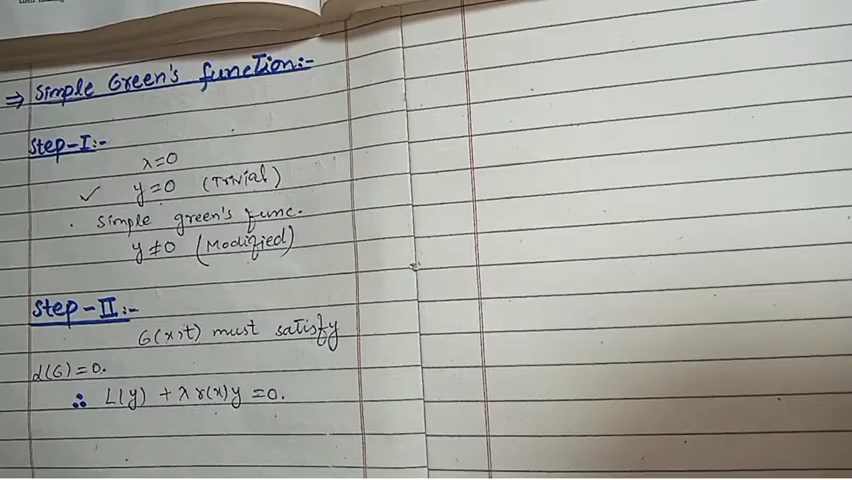 ⇒ Simple Green's function:-
Step-I:-
λ=0
✓ y=0 (Trivial)
. Simple green's func.
y≠0 (Modified)
Step-II:-
G(x,t) must satisfy
L(G)=0.
∴ L(y) + λ r(x)y =0.